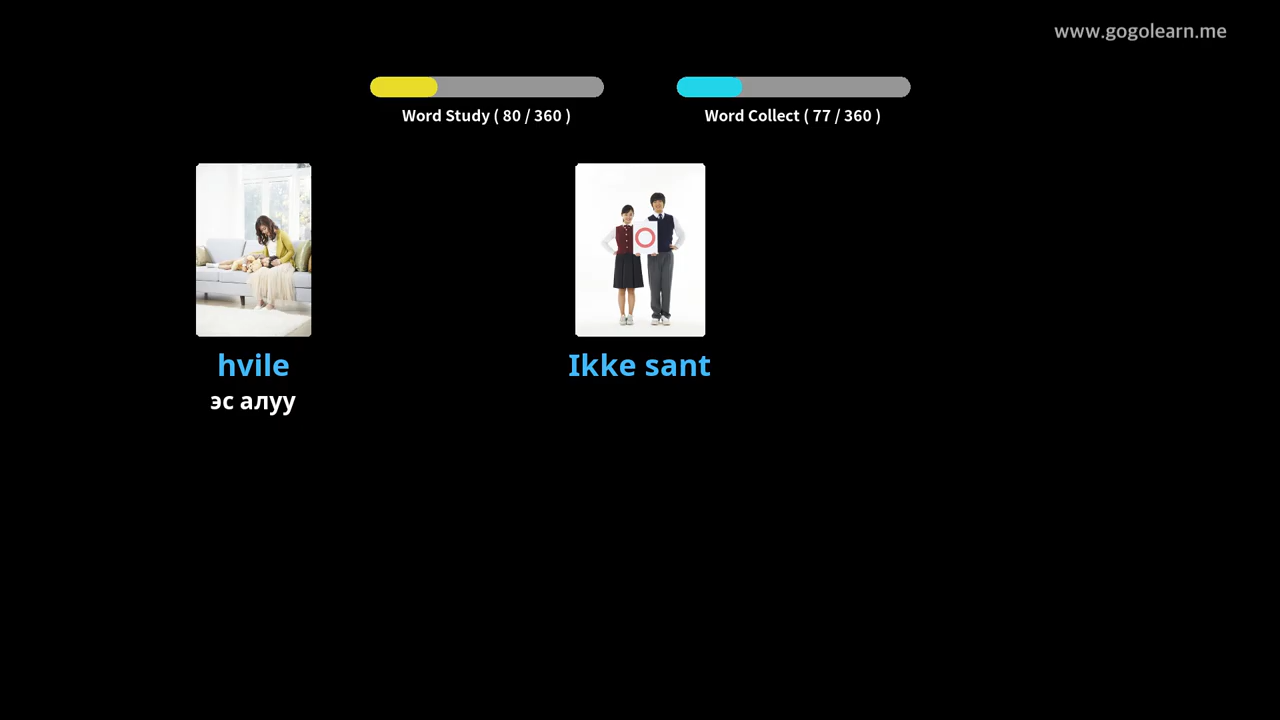 www.gogolearn.me
Word Study ( 80 / 360 )
Word Collect ( 77 / 360 )
hvile
эс алуу
Ikke sant